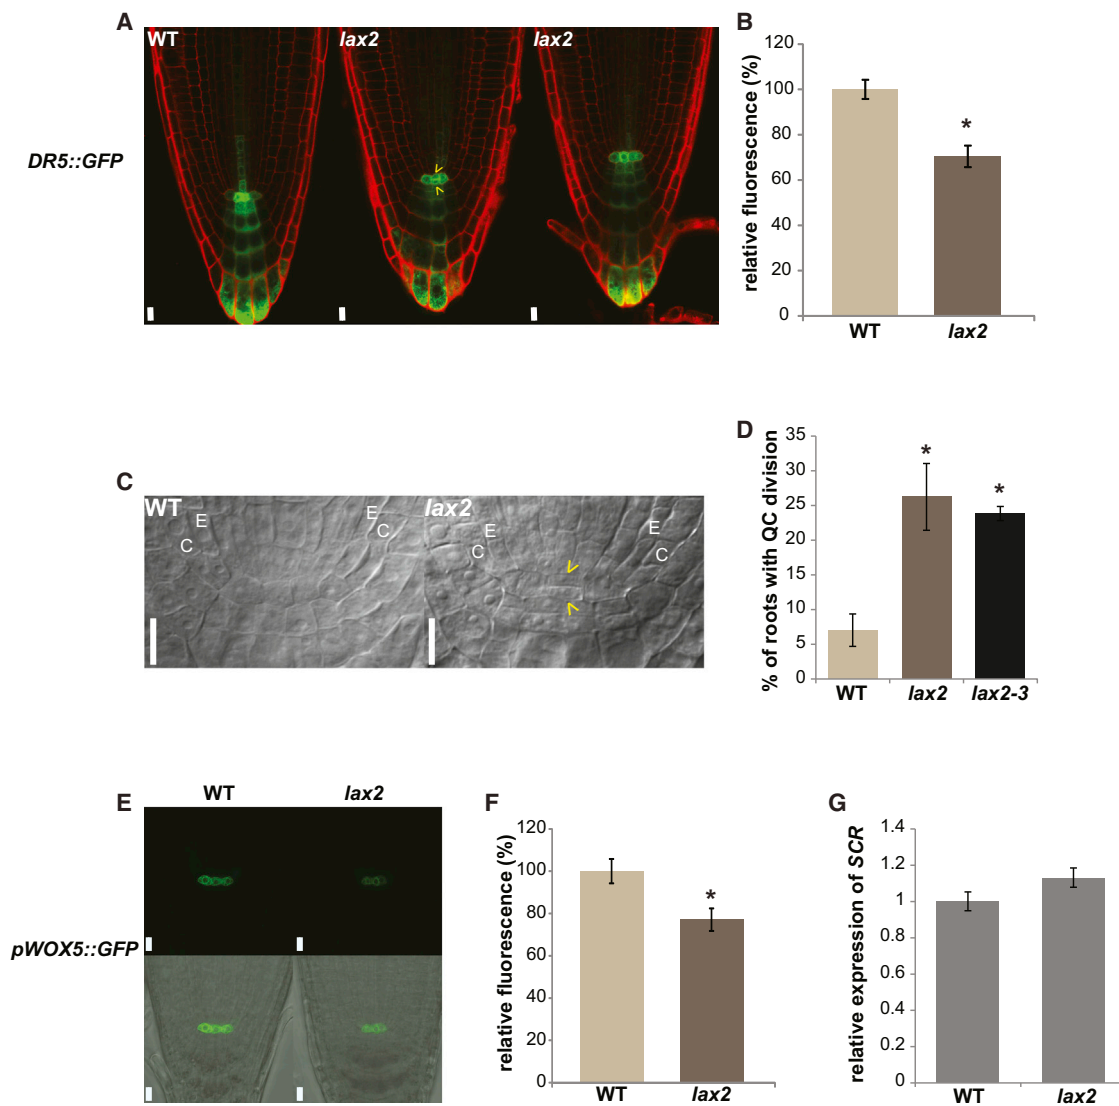 A
WT
lax2
lax2
DR5::GFP
B
relative fluorescence (%)
120
100
80
60
40
20
0
*
WT
lax2
C
WT
E
C
E
C
lax2
E
C
E
C
D
% of roots with QC division
35
30
25
20
15
10
5
0
*
*
WT
lax2
lax2-3
E
WT
lax2
pWOX5::GFP
F
relative fluorescence (%)
120
100
80
60
40
20
0
*
WT
lax2
G
relative expression of SCR
1.4
1.2
1
0.8
0.6
0.4
0.2
0
WT
lax2